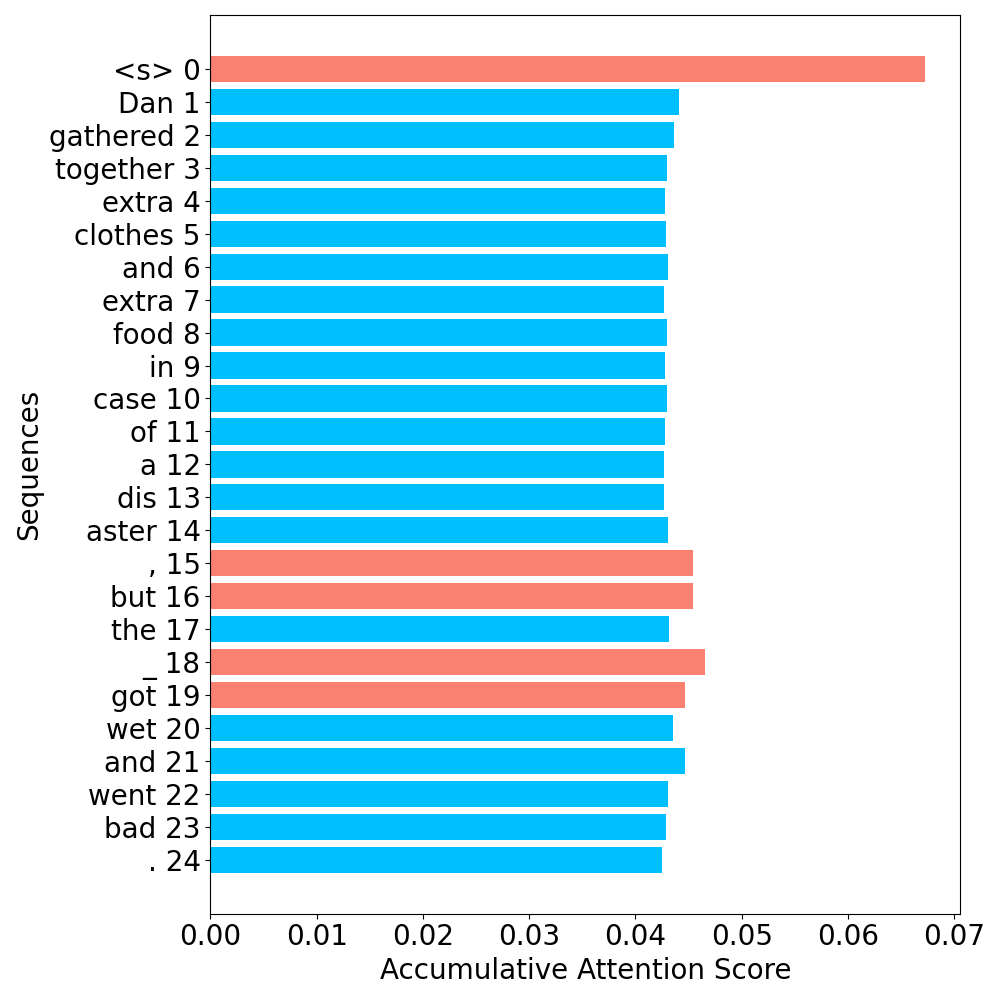 <s> 0
Dan 1
gathered 2
together 3
extra 4
clothes 5
and 6
extra 7
food 8
in 9
case 10
of 11
a 12
dis 13
aster 14
, 15
but 16
the 17
_ 18
got 19
wet 20
and 21
went 22
bad 23
. 24
Sequences
0.00 0.01 0.02 0.03 0.04 0.05 0.06 0.07
Accumulative Attention Score